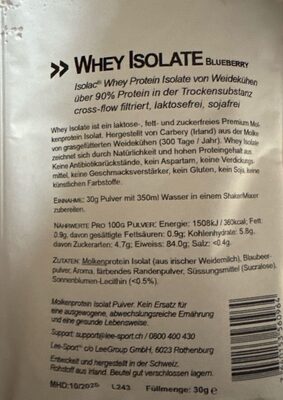 >> WHEY ISOLATE BLUEBERRY
Isolac® Whey Protein Isolate von Weidekühen
über 90% Protein in der Trockensubstanz
cross-flow filtriert, laktosefrei, sojafrei
Whey Isolate ist ein laktose-, fett- und zuckerfreies Premium Mol-
kenprotein Isolat. Hergestellt von Carbery (Irland) aus der Molke
von grasgefütterten Weidekühen (300 Tage / Jahr). Whey Isolate
zeichnet sich durch Natürlichkeit und hohen Proteingehalt aus.
Keine Antibiotikarückstände, kein Aspartam, keine Verdickungs-
mittel, keine Geschmacksverstärker, kein Gluten, kein Soja, keine
künstlichen Farbstoffe.
EINNAHME: 30g Pulver mit 350ml Wasser in einem Shaker/Mixer
zubereiten.
NÄHRWERTE PRO 100G PULVER: Energie: 1508kJ / 360kcal; Fett:
0.9g, davon gesättigte Fettsäuren: 0.9g; Kohlenhydrate: 5.8g,
davon Zuckerarten: 4.7g; Eiweiss: 84.0g; Salz: <0.4g.
ZUTATEN: Molkenprotein Isolat (aus irischer Weidemilch), Blaubeer-
pulver, Aroma, färbendes Randenpulver, Süssungsmittel (Sucralose),
Sonnenblumen-Lecithin (<0.5%).
Molkenprotein Isolat Pulver. Kein Ersatz für
eine ausgewogene, abwechslungsreiche Ernährung
und eine gesunde Lebensweise.
Support: support@lee-sport.ch / 0800 400 430
Lee-Sport® c/o LeeGroup GmbH, 6023 Rothenburg
Entwickelt und hergestellt in der Schweiz.
Rohstoff aus Irland. Beutel gut verschlossen lagern.
MHD:10/2025 L243 Füllmenge: 30g